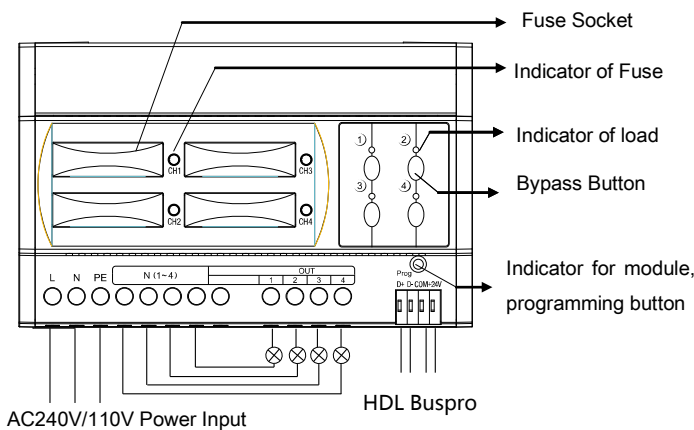 Fuse Socket
Indicator of Fuse
Indicator of load
Bypass Button
Indicator for module,
programming button
CH1
CH3
CH2
CH4
1
2
3
4
L N PE N (1~4) OUT
1 2 3 4
Prog
D+ D- COM +24V
HDL Buspro
AC240V/110V Power Input